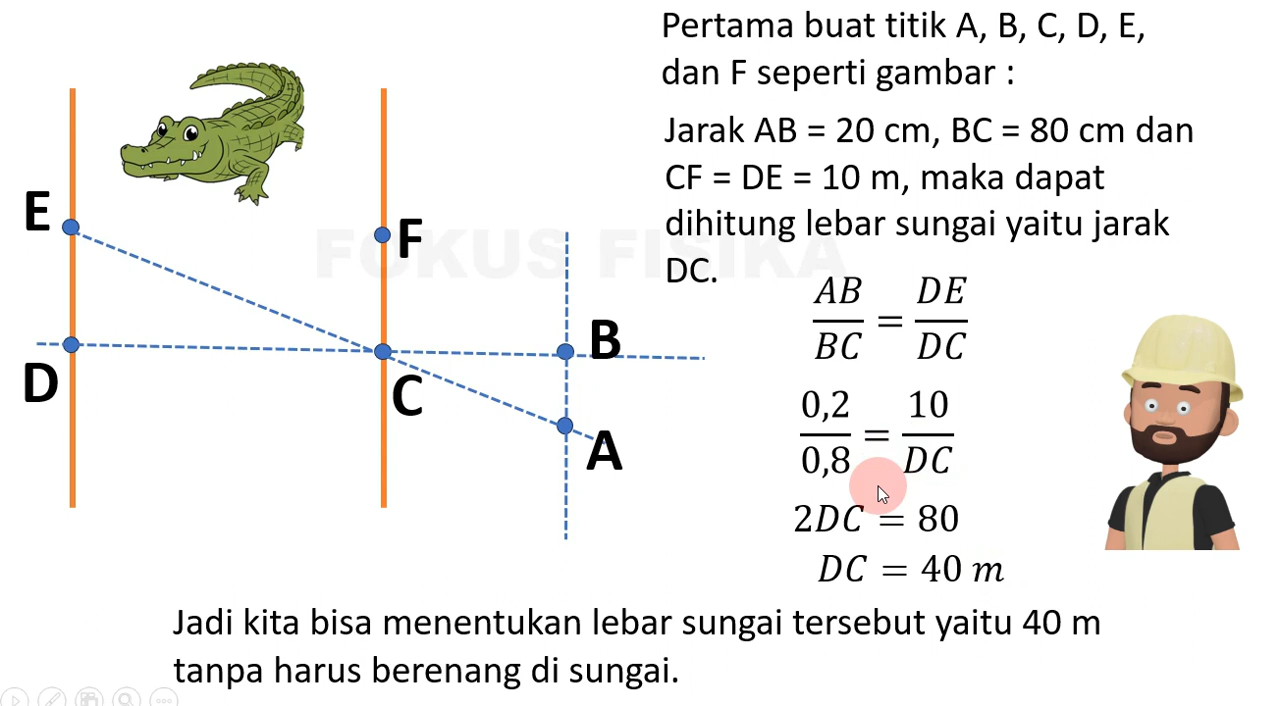 Pertama buat titik A, B, C, D, E,
dan F seperti gambar :
Jarak AB = 20 cm, BC = 80 cm dan
CF = DE = 10 m, maka dapat
dihitung lebar sungai yaitu jarak
DC.
E
F
FOKUS FISIKA
D
C
B
A
AB/BC = DE/DC
0,2/0,8 = 10/DC
2DC = 80
DC = 40 m
Jadi kita bisa menentukan lebar sungai tersebut yaitu 40 m
tanpa harus berenang di sungai.